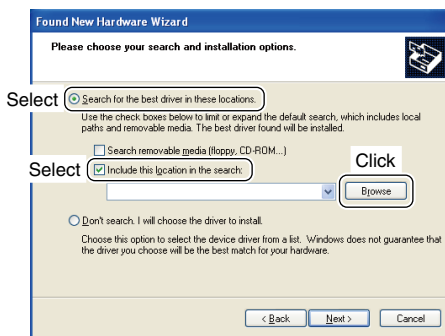 Found New Hardware Wizard
Please choose your search and installation options.
Select
Search for the best driver in these locations.
Use the check boxes below to limit or expand the default search, which includes local
paths and removable media. The best driver found will be installed.
Search removable media (floppy, CD-ROM...)
Click
Select
Include this location in the search:
Browse
Don't search. I will choose the driver to install.
Choose this option to select the device driver from a list. Windows does not guarantee that
the driver you choose will be the best match for your hardware.
< Back
Next >
Cancel